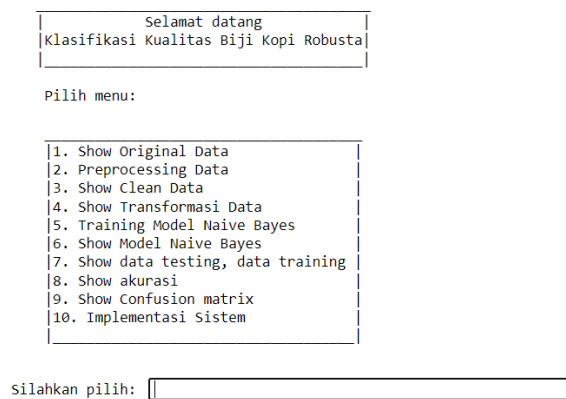 Selamat datang
Klasifikasi Kualitas Biji Kopi Robusta
Pilih menu:
1. Show Original Data
2. Preprocessing Data
3. Show Clean Data
4. Show Transformasi Data
5. Training Model Naive Bayes
6. Show Model Naive Bayes
7. Show data testing, data training
8. Show akurasi
9. Show Confusion matrix
10. Implementasi Sistem
Silahkan pilih: